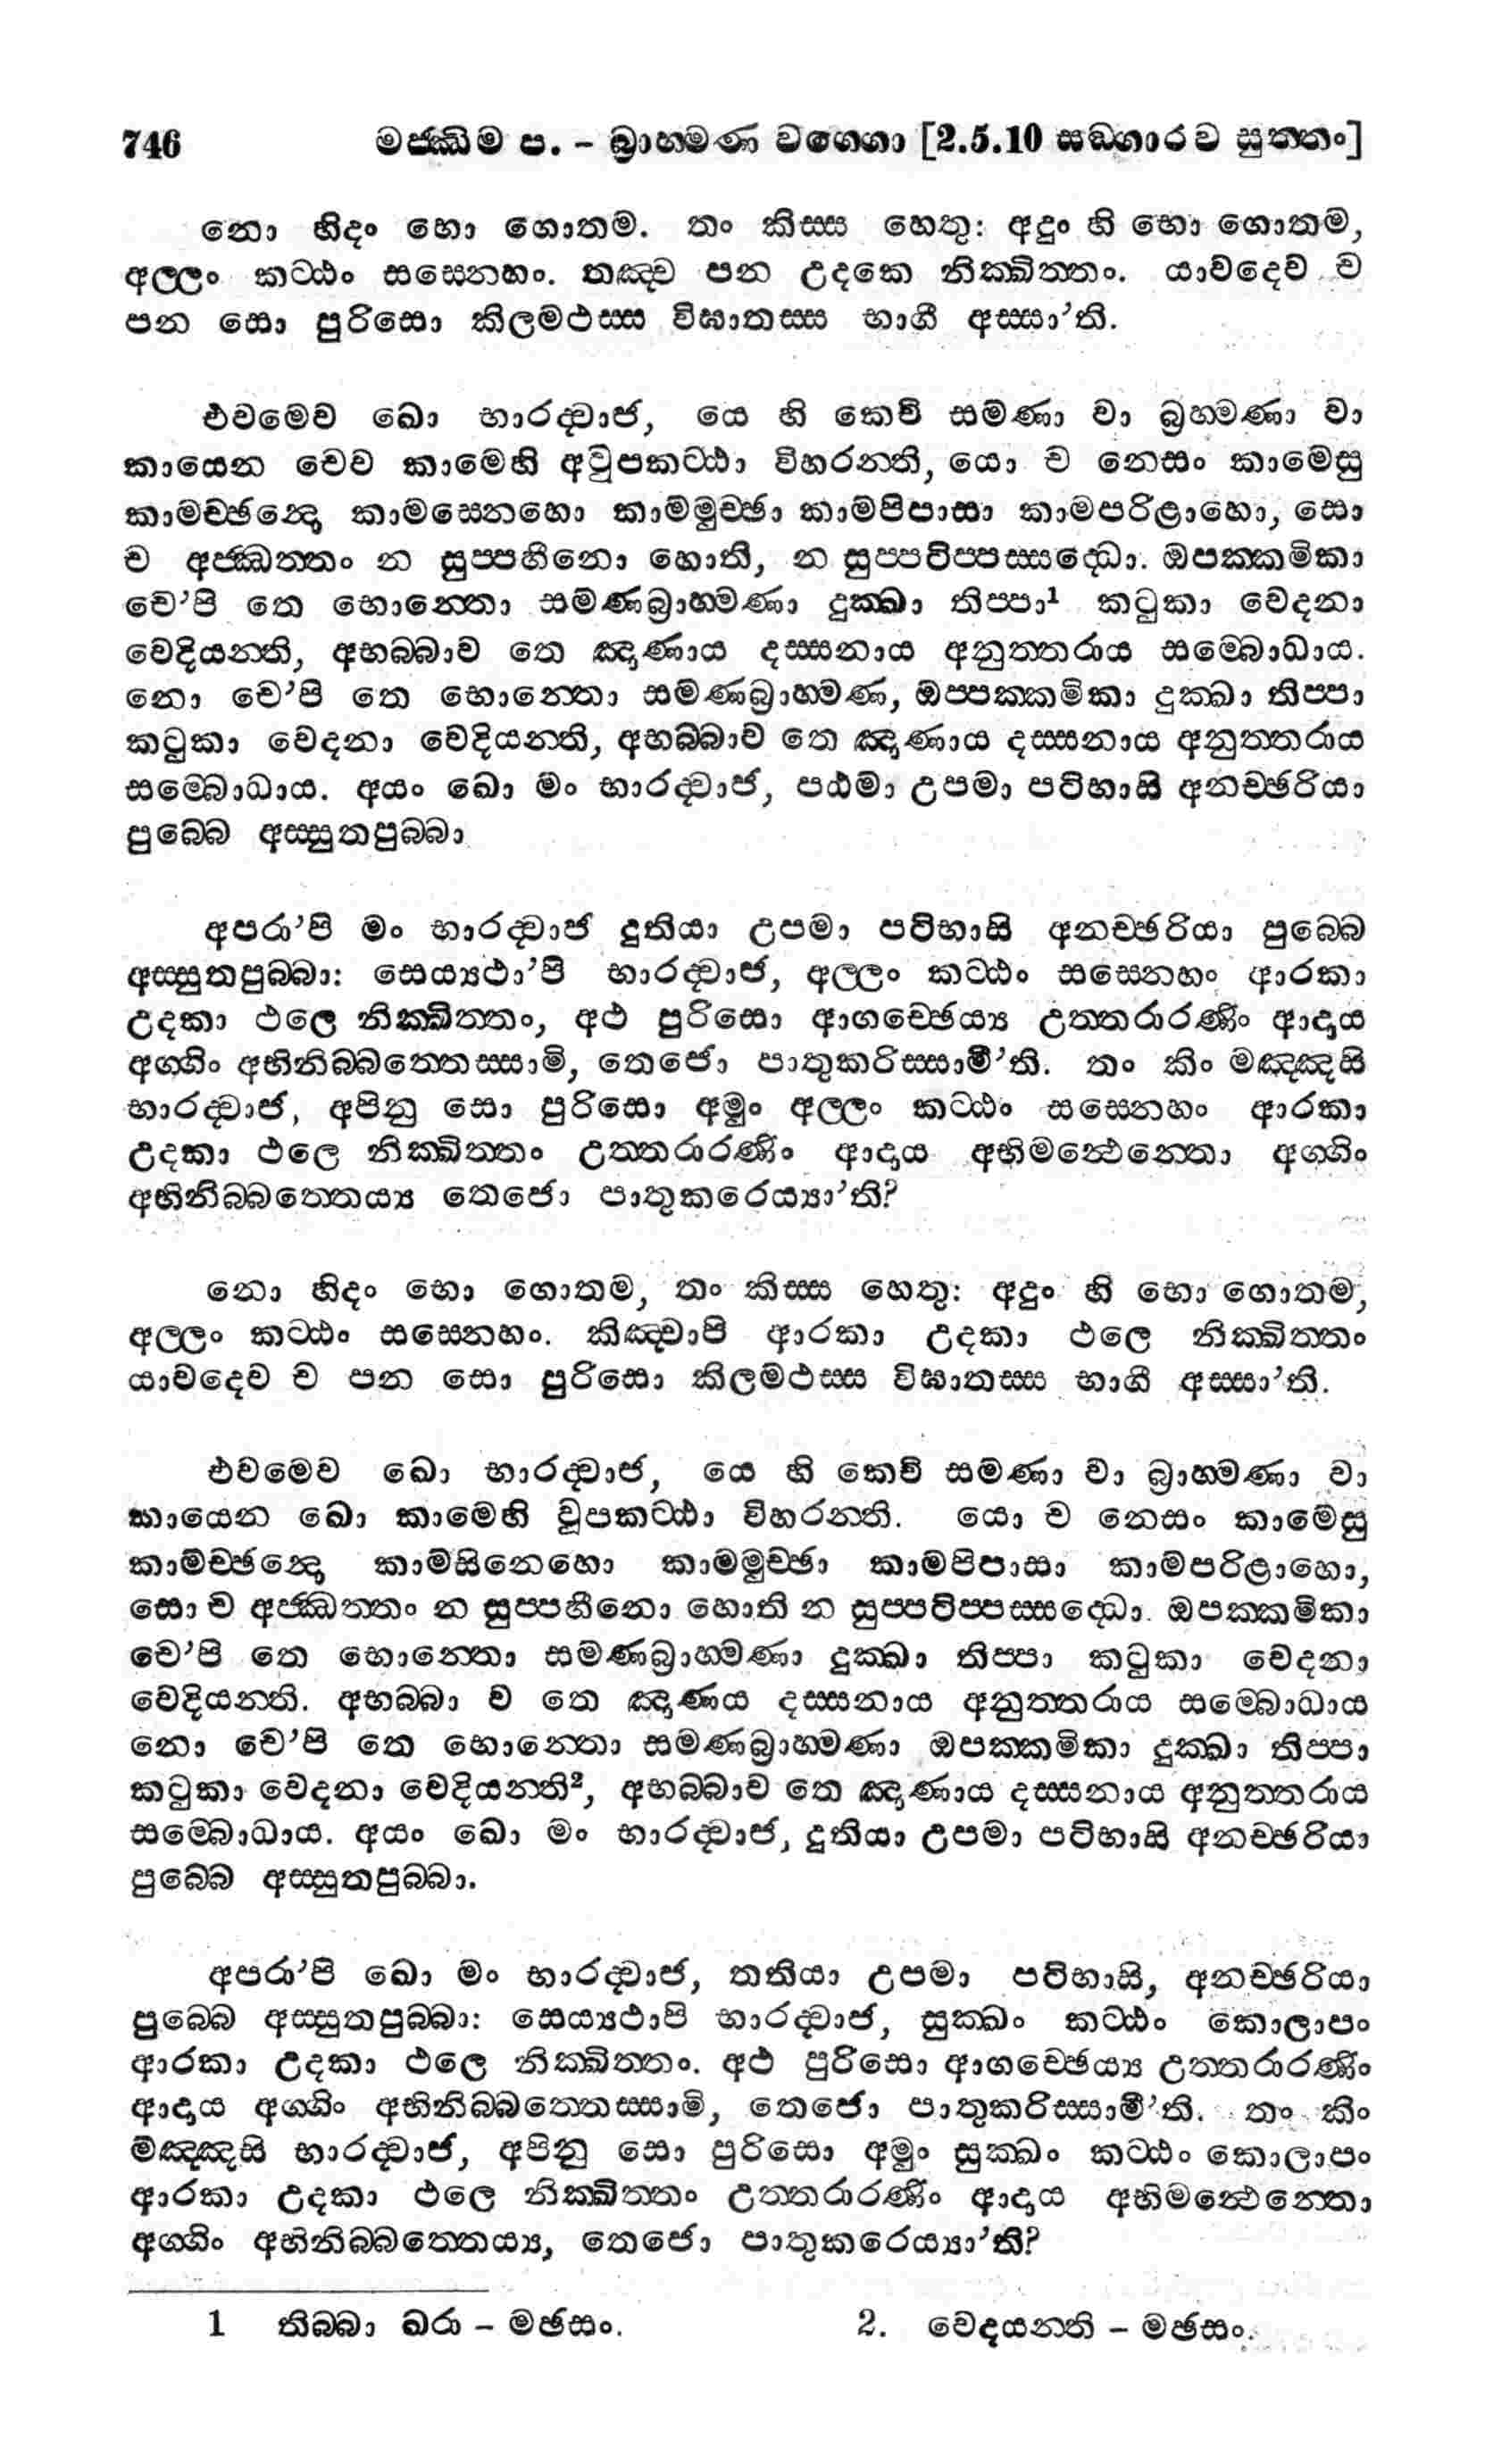 746 මජ්ඣිම ප. - බ්‍රාහ්මණ වග්ගො [2.5.10 සඞ්ගාරව සුත්තං]
නො හිදං හො ගොතම. තං කිස්ස හෙතු: අදුං හි භො ගොතම,
අල්ලං කට්ඨං සස්නෙහං. තඤ්ච පන උදකෙ නික්ඛිත්තං. යාවදෙව ච
පන සො පුරිසො කිලමථස්ස විඝාතස්ස භාගී අස්සා’ති.
එවමෙව ඛො භාරද්වාජ, යෙ හි කෙචි සමණා වා බ්‍රහ්මණා වා
කායෙන චෙව කාමෙහි අවූපකට්ඨා විහරන්ති, යො ච නෙසං කාමෙසු
කාමච්ඡන්දො කාමස්නෙහො කාමමුච්ඡා කාමපිපාසා කාමපරිළාහො, සො
ච අජ්ඣත්තං න සුප්පහීනො හොති, න සුප්පටිප්පස්සද්ධො. ඔපක්කමිකා
චෙ’පි තෙ භොන්තො සමණබ්‍රාහ්මණා දුක්ඛා තිප්පා¹ කටුකා වෙදනා
වෙදියන්ති, අභබ්බාව තෙ ඤාණාය දස්සනාය අනුත්තරාය සම්බොධාය.
නො චෙ’පි තෙ භොන්තො සමණබ්‍රාහ්මණ, ඔප්පක්කමිකා දුක්ඛා තිප්පා
කටුකා වෙදනා වෙදියන්ති, අභබ්බාව තෙ ඤාණාය දස්සනාය අනුත්තරාය
සම්බොධාය. අයං ඛො මං භාරද්වාජ, පඨමා උපමා පටිභාසි අනච්ඡරියා
පුබ්බෙ අස්සුතපුබ්බා
අපරා’පි මං භාරද්වාජ දුතියා උපමා පටිභාසි අනච්ඡරියා පුබ්බෙ
අස්සුතපුබ්බා: සෙය්‍යථා’පි භාරද්වාජ, අල්ලං කට්ඨං සස්නෙහං ආරකා
උදකා ථලෙ නික්ඛිත්තං, අථ පුරිසො ආගච්ඡෙය්‍ය උත්තරාරණිං ආදාය
අග්ගිං අභිනිබ්බත්තෙස්සාමි, තෙජො පාතුකරිස්සාමී’ති. තං කිං මඤ්ඤසි
භාරද්වාජ, අපිනු සො පුරිසො අමුං අල්ලං කට්ඨං සස්නෙහං ආරකා
උදකා ථලෙ නික්ඛිත්තං උත්තරාරණිං ආදාය අභිමන්ථෙන්තො අග්ගිං
අභිනිබ්බත්තෙය්‍ය තෙජො පාතුකරෙය්‍යා’ති?
නො හිදං භො ගොතම, තං කිස්ස හෙතු: අදුං හි භො ගොතම,
අල්ලං කට්ඨං සස්නෙහං. කිඤ්චාපි ආරකා උදකා ථලෙ නික්ඛිත්තං
යාවදෙව ච පන සො පුරිසො කිලමථස්ස විඝාතස්ස භාගී අස්සා’ති.
එවමෙව ඛො භාරද්වාජ, යෙ හි කෙචි සමණා වා බ්‍රාහ්මණා වා
කායෙන ඛො කාමෙහි වූපකට්ඨා විහරන්ති. යො ච නෙසං කාමෙසු
කාමච්ඡන්දො කාමසිනෙහො කාමමුච්ඡා කාමපිපාසා කාමපරිළාහො,
සො ච අජ්ඣත්තං න සුප්පහීනො හොති න සුප්පටිප්පස්සද්ධො. ඔපක්කමිකා
චෙ’පි තෙ භොන්තො සමණබ්‍රාහ්මණා දුක්ඛා තිප්පා කටුකා වෙදනා
වෙදියන්ති. අභබ්බා ව තෙ ඤාණය දස්සනාය අනුත්තරාය සම්බොධාය
නො චෙ’පි තෙ භොන්තො සමණබ්‍රාහ්මණා ඔපක්කමිකා දුක්ඛා තිප්පා
කටුකා වෙදනා වෙදියන්ති², අභබ්බාව තෙ ඤාණාය දස්සනාය අනුත්තරාය
සම්බොධාය. අයං ඛො මං භාරද්වාජ, දුතියා උපමා පටිභාසි අනච්ඡරියා
පුබ්බෙ අස්සුතපුබ්බා.
අපරා’පි ඛො මං භාරද්වාජ, තතියා උපමා පටිභාසි, අනච්ඡරියා
පුබ්බෙ අස්සුතපුබ්බා: සෙය්‍යථාපි භාරද්වාජ, සුක්ඛං කට්ඨං කොලාපං
ආරකා උදකා ථලෙ නික්ඛිත්තං. අථ පුරිසො ආගච්ඡෙය්‍ය උත්තරාරණිං
ආදාය අග්ගිං අභිනිබ්බත්තෙස්සාමි, තෙජො පාතුකරිස්සාමී’ති. තං කිං
මඤ්ඤසි භාරද්වාජ, අපිනු සො පුරිසො අමුං සුක්ඛං කට්ඨං කොලාපං
ආරකා උදකා ථලෙ නික්ඛිත්තං උත්තරාරණිං ආදාය අභිමන්ථෙන්තො
අග්ගිං අභිනිබ්බත්තෙය්‍ය, තෙජො පාතුකරෙය්‍යා’ති?
1 තිබ්බා ඛරා - මඡසං. 2. වෙදයන්ති - මඡසං.